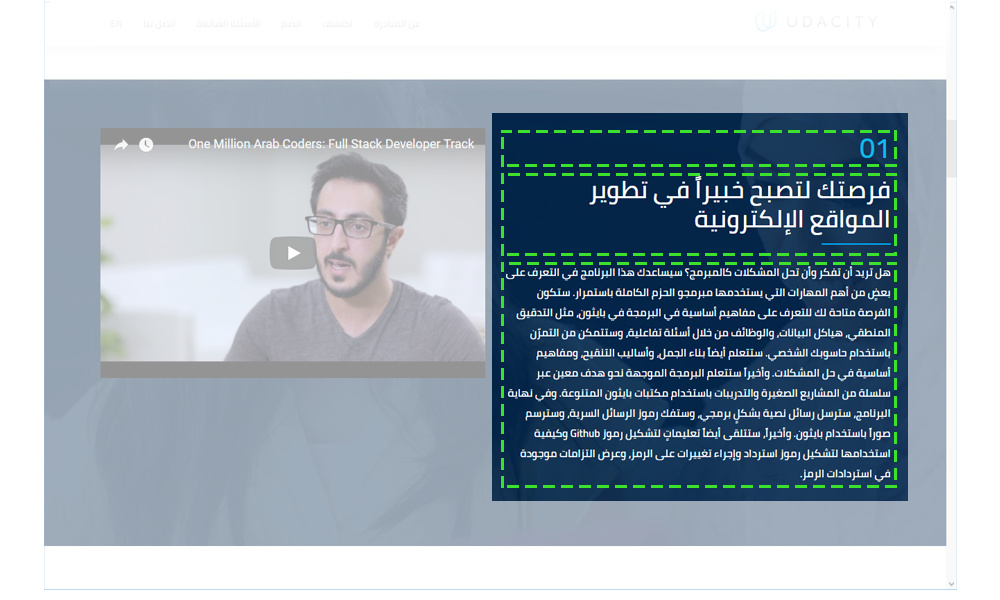 UDACITY
عن المبادرة
اكتشف
انضم
الأسئلة الشائعة
اتصل بنا
EN
01
فرصتك لتصبح خبيراً في تطوير
المواقع الإلكترونية
هل تريد أن تفكر وأن تحل المشكلات كالمبرمج؟ سيساعدك هذا البرنامج في التعرف على
بعضٍ من أهم المهارات التي يستخدمها مبرمجو الحزم الكاملة باستمرار. ستكون
الفرصة متاحة لك للتعرف على مفاهيم أساسية في البرمجة في بايثون، مثل التدقيق
المنطقي, هياكل البيانات، والوظائف من خلال أسئلة تفاعلية، وستتمكن من التمرّن
باستخدام حاسوبك الشخصي. ستتعلم أيضاً بناء الجمل، وأساليب التنقيح، ومفاهيم
أساسية في حل المشكلات. وأخيراً ستتعلم البرمجة الموجهة نحو هدف معين عبر
سلسلة من المشاريع الصغيرة والتدريبات باستخدام مكتبات بايثون المتنوعة. وفي نهاية
البرنامج، سترسل رسائل نصية بشكلٍ برمجي، وستفك رموز الرسائل السرية، وسترسم
صوراً باستخدام بايثون. وأخيراً، ستتلقى أيضاً تعليماتٍ لتشكيل رموز Github وكيفية
استخدامها لتشكيل رموز استرداد وإجراء تغييرات على الرمز، وعرض التزامات موجودة
في استردادات الرمز.
One Million Arab Coders: Full Stack Developer Track